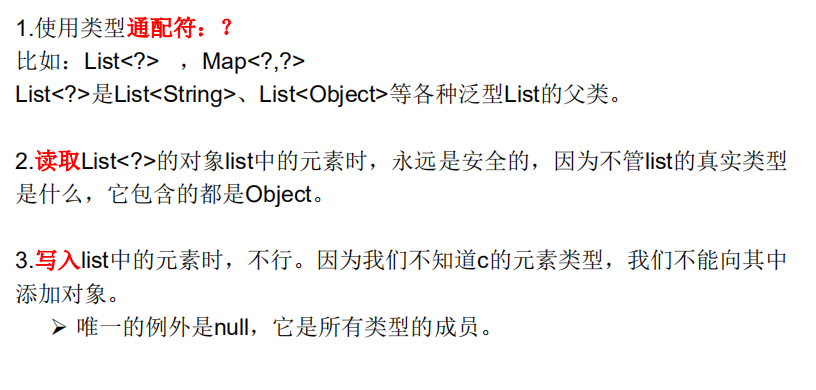 1.使用类型通配符：？
比如：List<?> ，Map<?,?>
List<?>是List<String>、List<Object>等各种泛型List的父类。
2.读取List<?>的对象list中的元素时，永远是安全的，因为不管list的真实类型
是什么，它包含的都是Object。
3.写入list中的元素时，不行。因为我们不知道c的元素类型，我们不能向其中
添加对象。
➢ 唯一的例外是null，它是所有类型的成员。